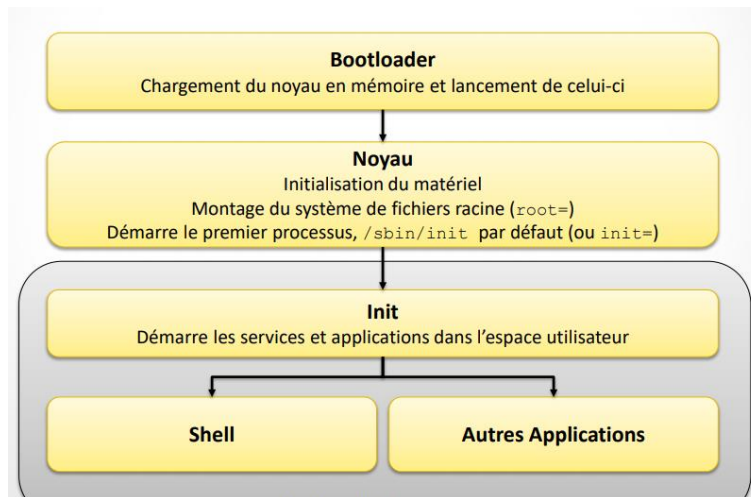 Bootloader
Chargement du noyau en mémoire et lancement de celui-ci
Noyau
Initialisation du matériel
Montage du système de fichiers racine (root=)
Démarre le premier processus, /sbin/init par défaut (ou init=)
Init
Démarre les services et applications dans l’espace utilisateur
Shell
Autres Applications